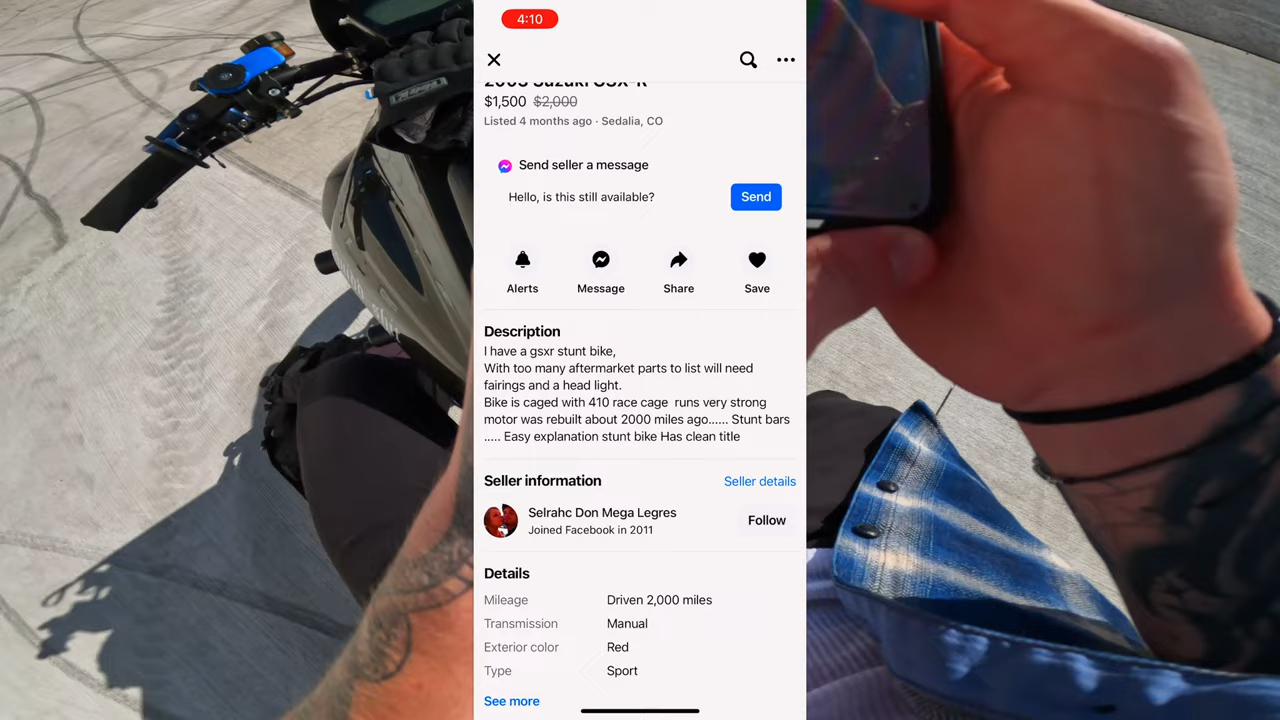 4:10
2003 Suzuki GSX-R
$1,500 $2,000
Listed 4 months ago · Sedalia, CO
Send seller a message
Hello, is this still available?
Send
Alerts Message Share Save
Description
I have a gsxr stunt bike,
With too many aftermarket parts to list will need
fairings and a head light.
Bike is caged with 410 race cage runs very strong
motor was rebuilt about 2000 miles ago...... Stunt bars
..... Easy explanation stunt bike Has clean title
Seller information Seller details
Selrahc Don Mega Legres
Joined Facebook in 2011
Follow
Details
Mileage Driven 2,000 miles
Transmission Manual
Exterior color Red
Type Sport
See more